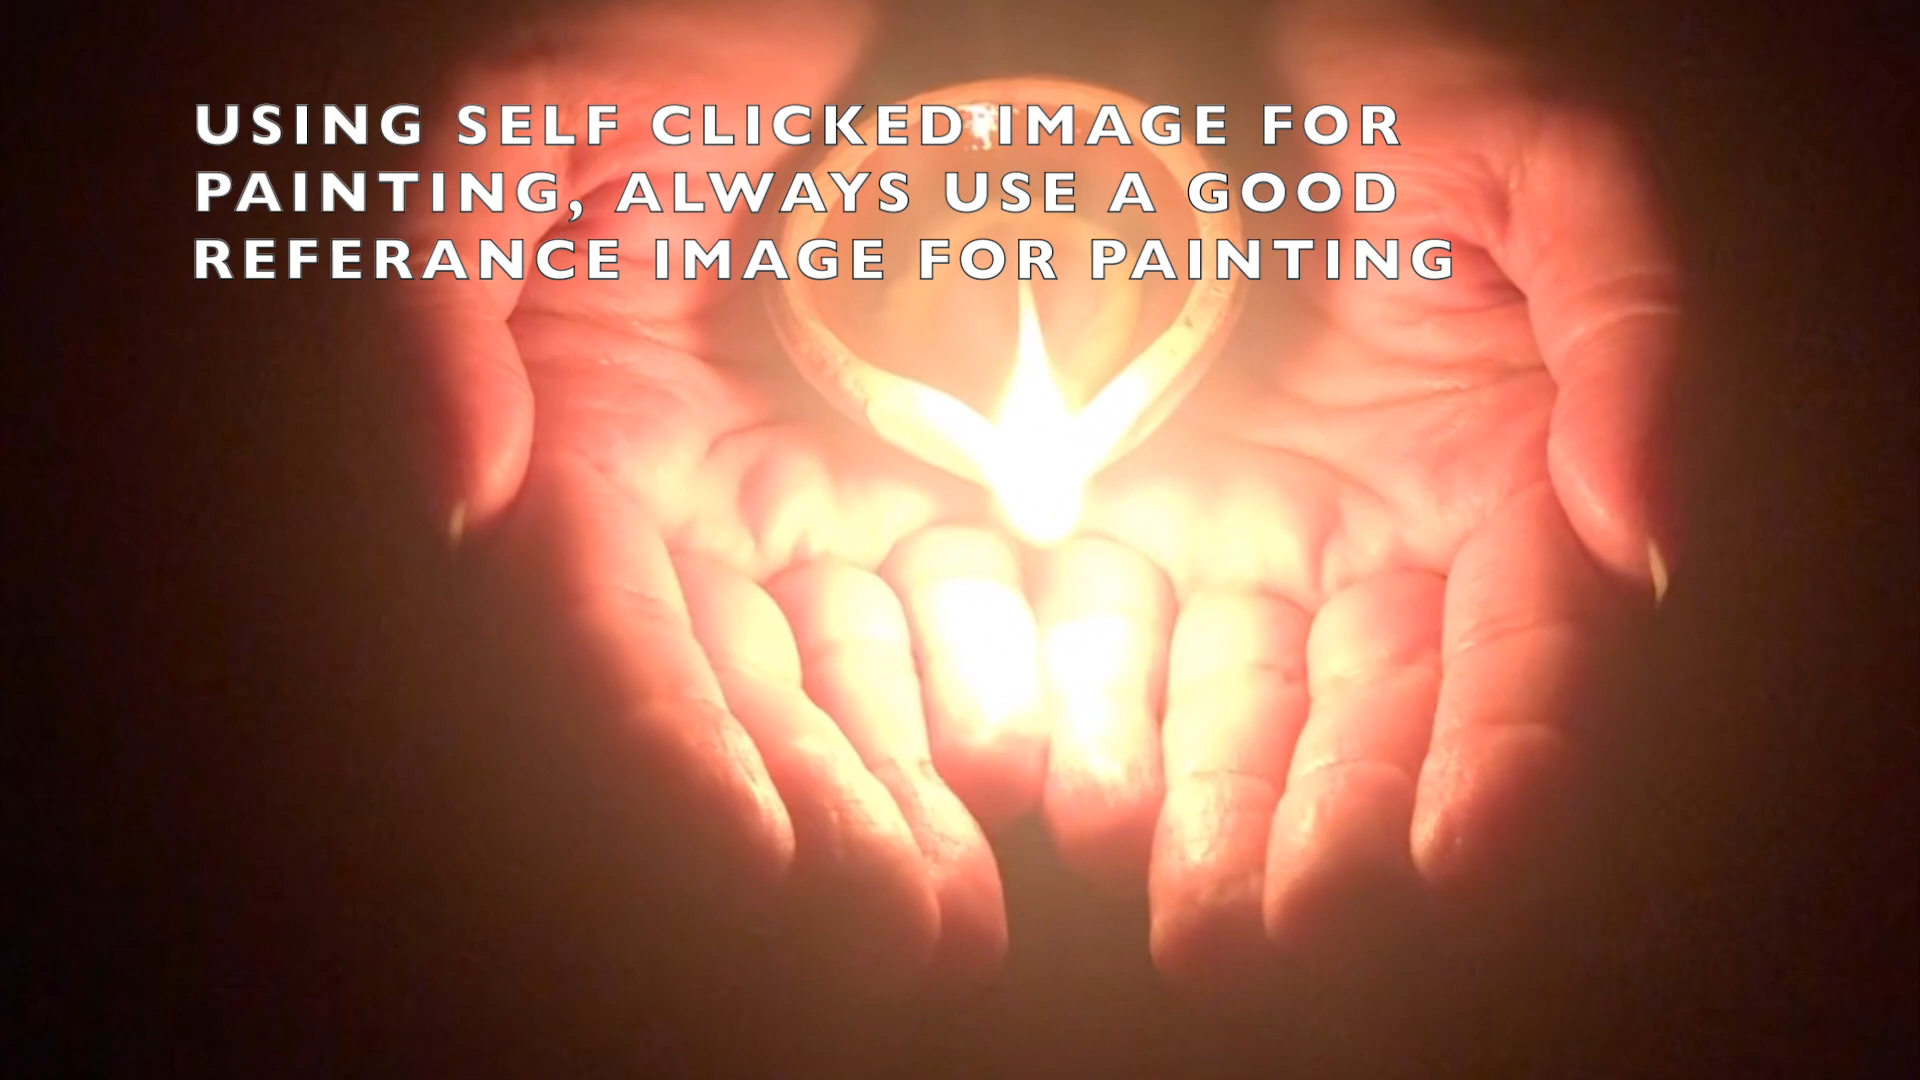 USING SELF CLICKED IMAGE FOR
PAINTING, ALWAYS USE A GOOD
REFERANCE IMAGE FOR PAINTING